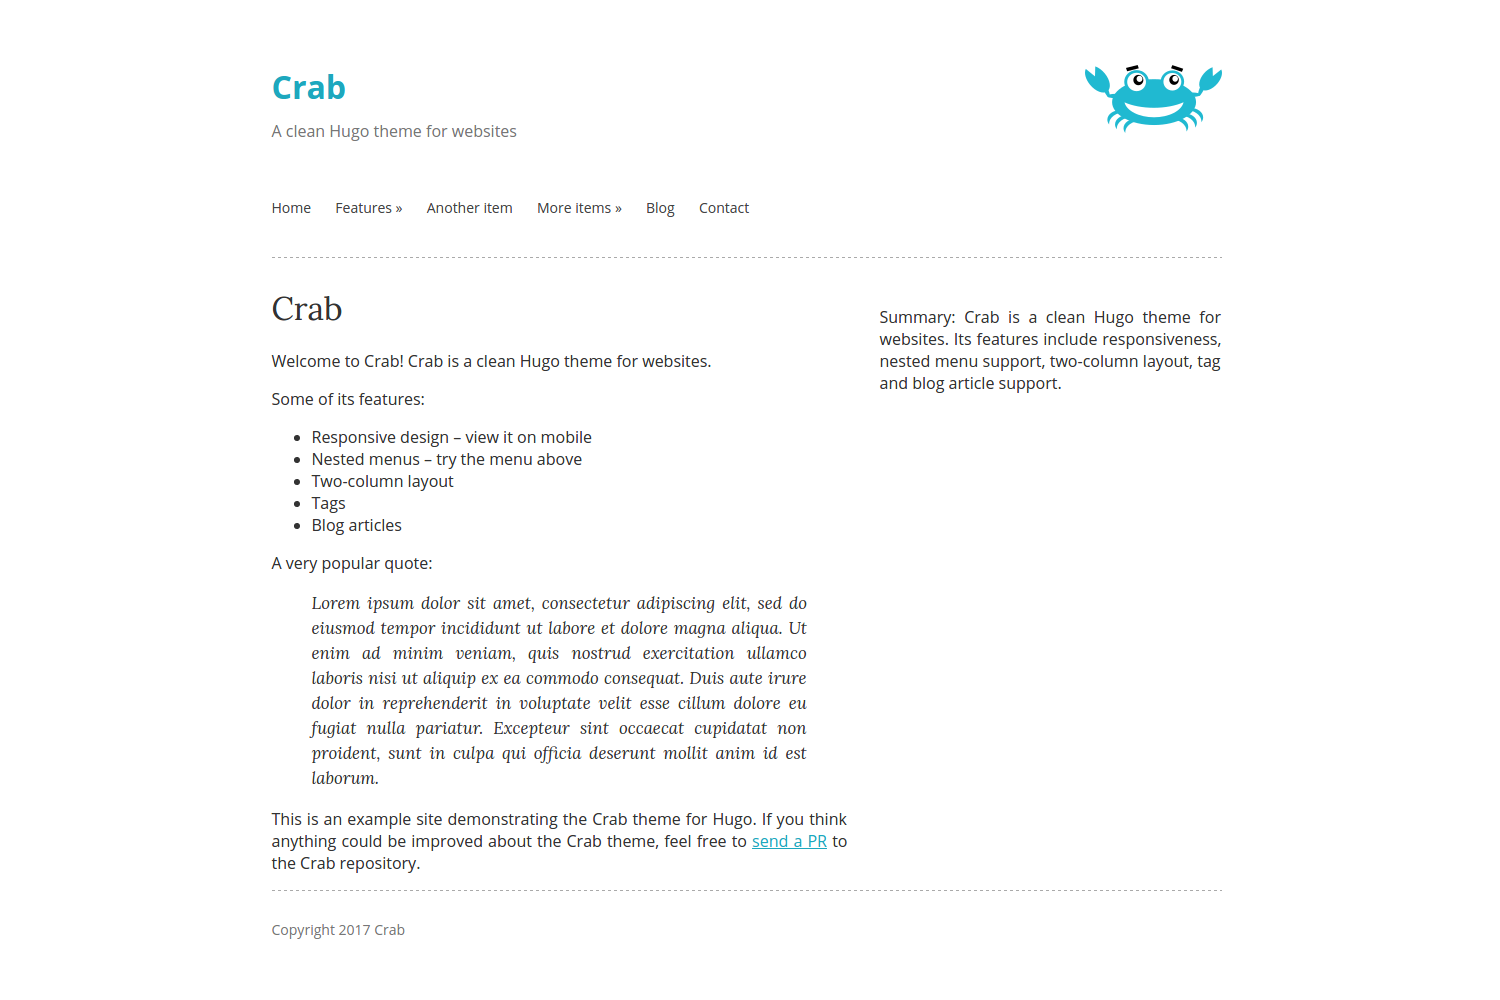 Crab
A clean Hugo theme for websites
Home Features » Another item More items » Blog Contact
Crab
Welcome to Crab! Crab is a clean Hugo theme for websites.
Some of its features:
• Responsive design – view it on mobile
• Nested menus – try the menu above
• Two-column layout
• Tags
• Blog articles
A very popular quote:
Lorem ipsum dolor sit amet, consectetur adipiscing elit, sed do
eiusmod tempor incididunt ut labore et dolore magna aliqua. Ut
enim ad minim veniam, quis nostrud exercitation ullamco
laboris nisi ut aliquip ex ea commodo consequat. Duis aute irure
dolor in reprehenderit in voluptate velit esse cillum dolore eu
fugiat nulla pariatur. Excepteur sint occaecat cupidatat non
proident, sunt in culpa qui officia deserunt mollit anim id est
laborum.
This is an example site demonstrating the Crab theme for Hugo. If you think
anything could be improved about the Crab theme, feel free to send a PR to
the Crab repository.
Summary: Crab is a clean Hugo theme for
websites. Its features include responsiveness,
nested menu support, two-column layout, tag
and blog article support.
Copyright 2017 Crab